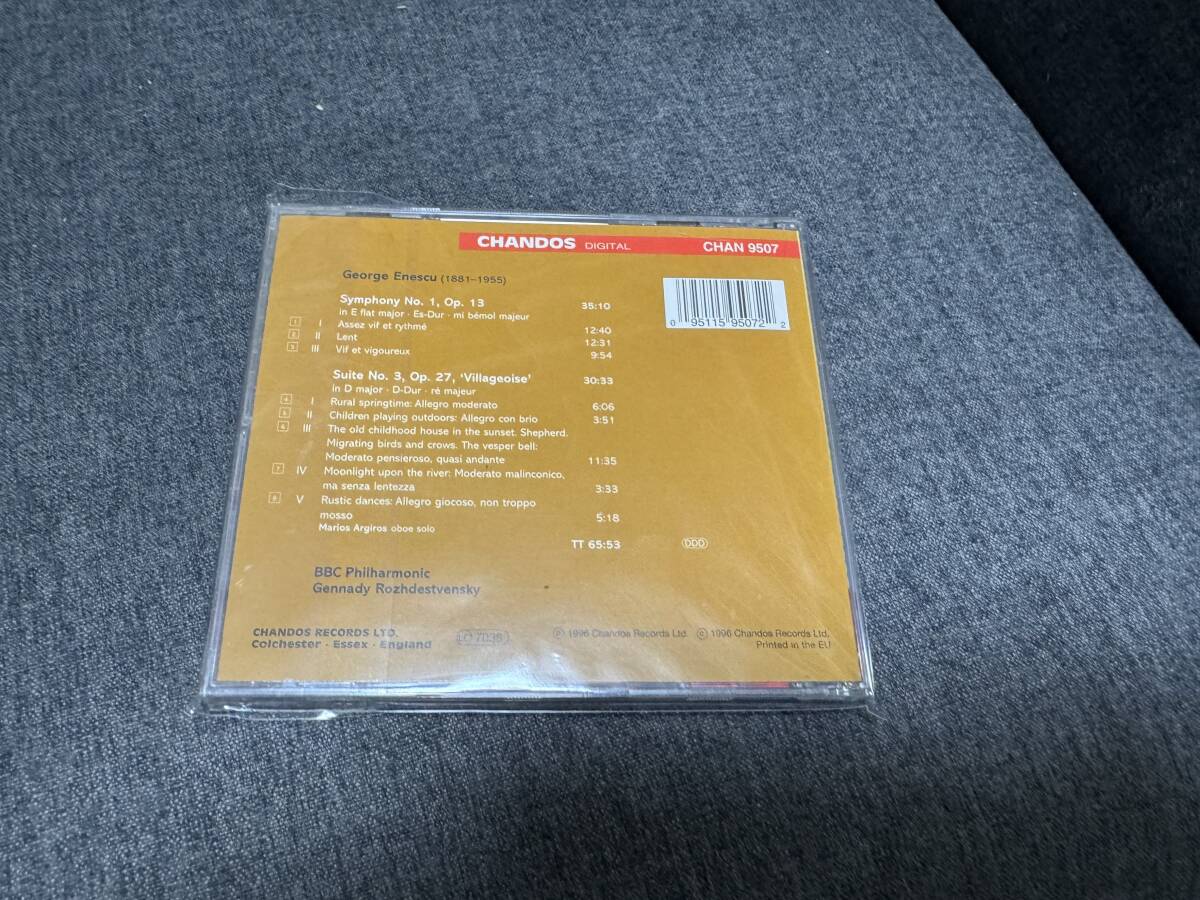 CHANDOS DIGITAL CHAN 9507
George Enescu (1881–1955)
0 95115 95072 2
Symphony No. 1, Op. 13 35:10
in E flat major · Es-Dur · mi bémol majeur
1 I Assez vif et rythmé 12:40
2 II Lent 12:31
3 III Vif et vigoureux 9:54
Suite No. 3, Op. 27, ‘Villageoise’ 30:33
in D major · D-Dur · ré majeur
4 I Rural springtime: Allegro moderato 6:06
5 II Children playing outdoors: Allegro con brio 3:51
6 III The old childhood house in the sunset. Shepherd.
Migrating birds and crows. The vesper bell:
Moderato pensieroso, quasi andante 11:35
7 IV Moonlight upon the river: Moderato malinconico,
ma senza lentezza 3:33
8 V Rustic dances: Allegro giocoso, non troppo
mosso 5:18
Marios Argiros oboe solo
TT 65:53 DDD
BBC Philharmonic
Gennady Rozhdestvensky
CHANDOS RECORDS LTD. LC 7038 ℗ 1996 Chandos Records Ltd. © 1996 Chandos Records Ltd.
Colchester · Essex · England Printed in the EU